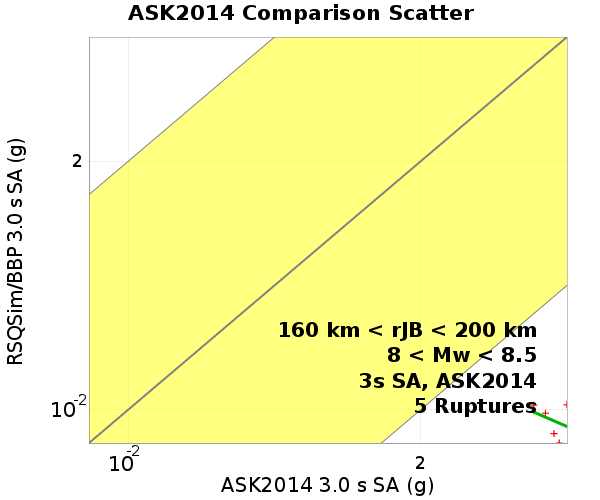 ASK2014 Comparison Scatter
RSQSim/BBP 3.0 s SA (g)
2
10-2
160 km < rJB < 200 km
8 < Mw < 8.5
3s SA, ASK2014
5 Ruptures
10-2
2
ASK2014 3.0 s SA (g)